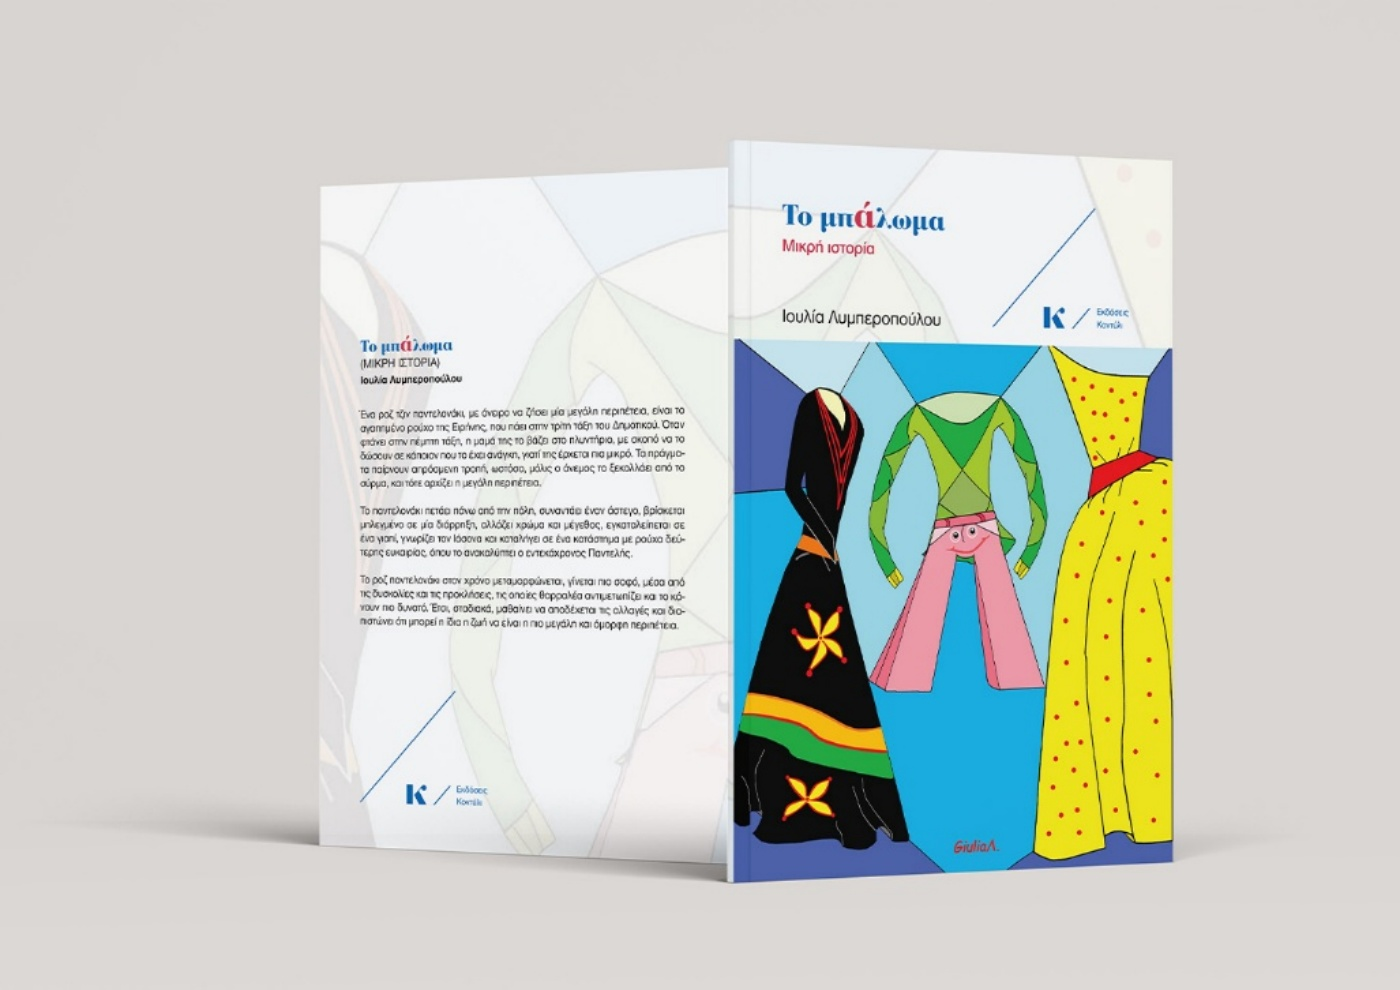 Το μπάλωμα
(ΜΙΚΡΗ ΙΣΤΟΡΙΑ)
Ιουλία Λυμπεροπούλου
Ένα ροζ τζιν παντελονάκι, με όνειρο να ζήσει μία μεγάλη περιπέτεια, είναι το
αγαπημένο ρούχο της Ειρήνης, που πάει στην τρίτη τάξη του Δημοτικού. Όταν
φτάνει στην πέμπτη τάξη, η μαμά της το βάζει στο πλυντήριο, με σκοπό να το
δώσουν σε κάποιον που το έχει ανάγκη, γιατί της έρχεται πια μικρό. Τα πράγμα-
τα παίρνουν απρόσμενη τροπή, ωστόσο, μόλις ο άνεμος το ξεκολλάει από το
σύρμα, και τότε αρχίζει η μεγάλη περιπέτεια.
Το παντελονάκι πετάει πάνω από την πόλη, συναντάει έναν άστεγο, βρίσκεται
μπλεγμένο σε μία διάρρηξη, αλλάζει χρώμα και μέγεθος, εγκαταλείπεται σε
ένα γιαπί, γνωρίζει τον Ιάσονα και καταλήγει σε ένα κατάστημα με ρούχα δεύ-
τερης ευκαιρίας, όπου το ανακαλύπτει ο εντεκάχρονος Παντελής.
Το ροζ παντελονάκι στον χρόνο μεταμορφώνεται, γίνεται πιο σοφό, μέσα από
τις δυσκολίες και τις προκλήσεις, τις οποίες θαρραλέα αντιμετωπίζει και το κά-
νουν πιο δυνατό. Έτσι, σταδιακά, μαθαίνει να αποδέχεται τις αλλαγές και δια-
πιστώνει ότι μπορεί η ίδια η ζωή να είναι η πιο μεγάλη και όμορφη περιπέτεια.
Κ
Εκδόσεις
Κοντύλι
Το μπάλωμα
Μικρή ιστορία
Ιουλία Λυμπεροπούλου
Κ
Εκδόσεις
Κοντύλι
GiuliaΛ.